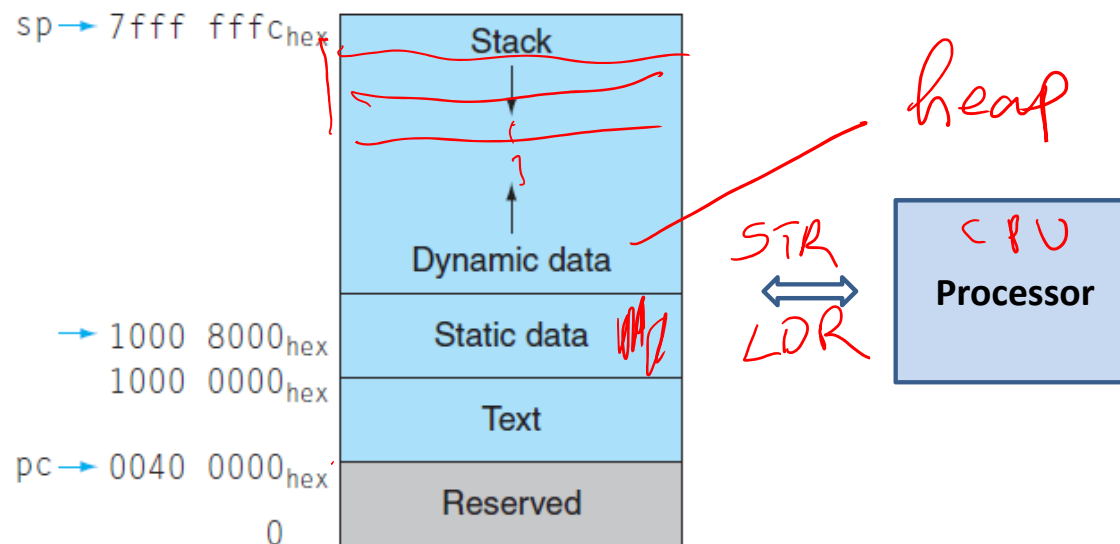 sp → 7fff fffc hex
Stack
heap
Dynamic data
STR
CPU
Processor
LDR
→ 1000 8000 hex
Static data
1000 0000 hex
Text
pc → 0040 0000 hex
Reserved
0